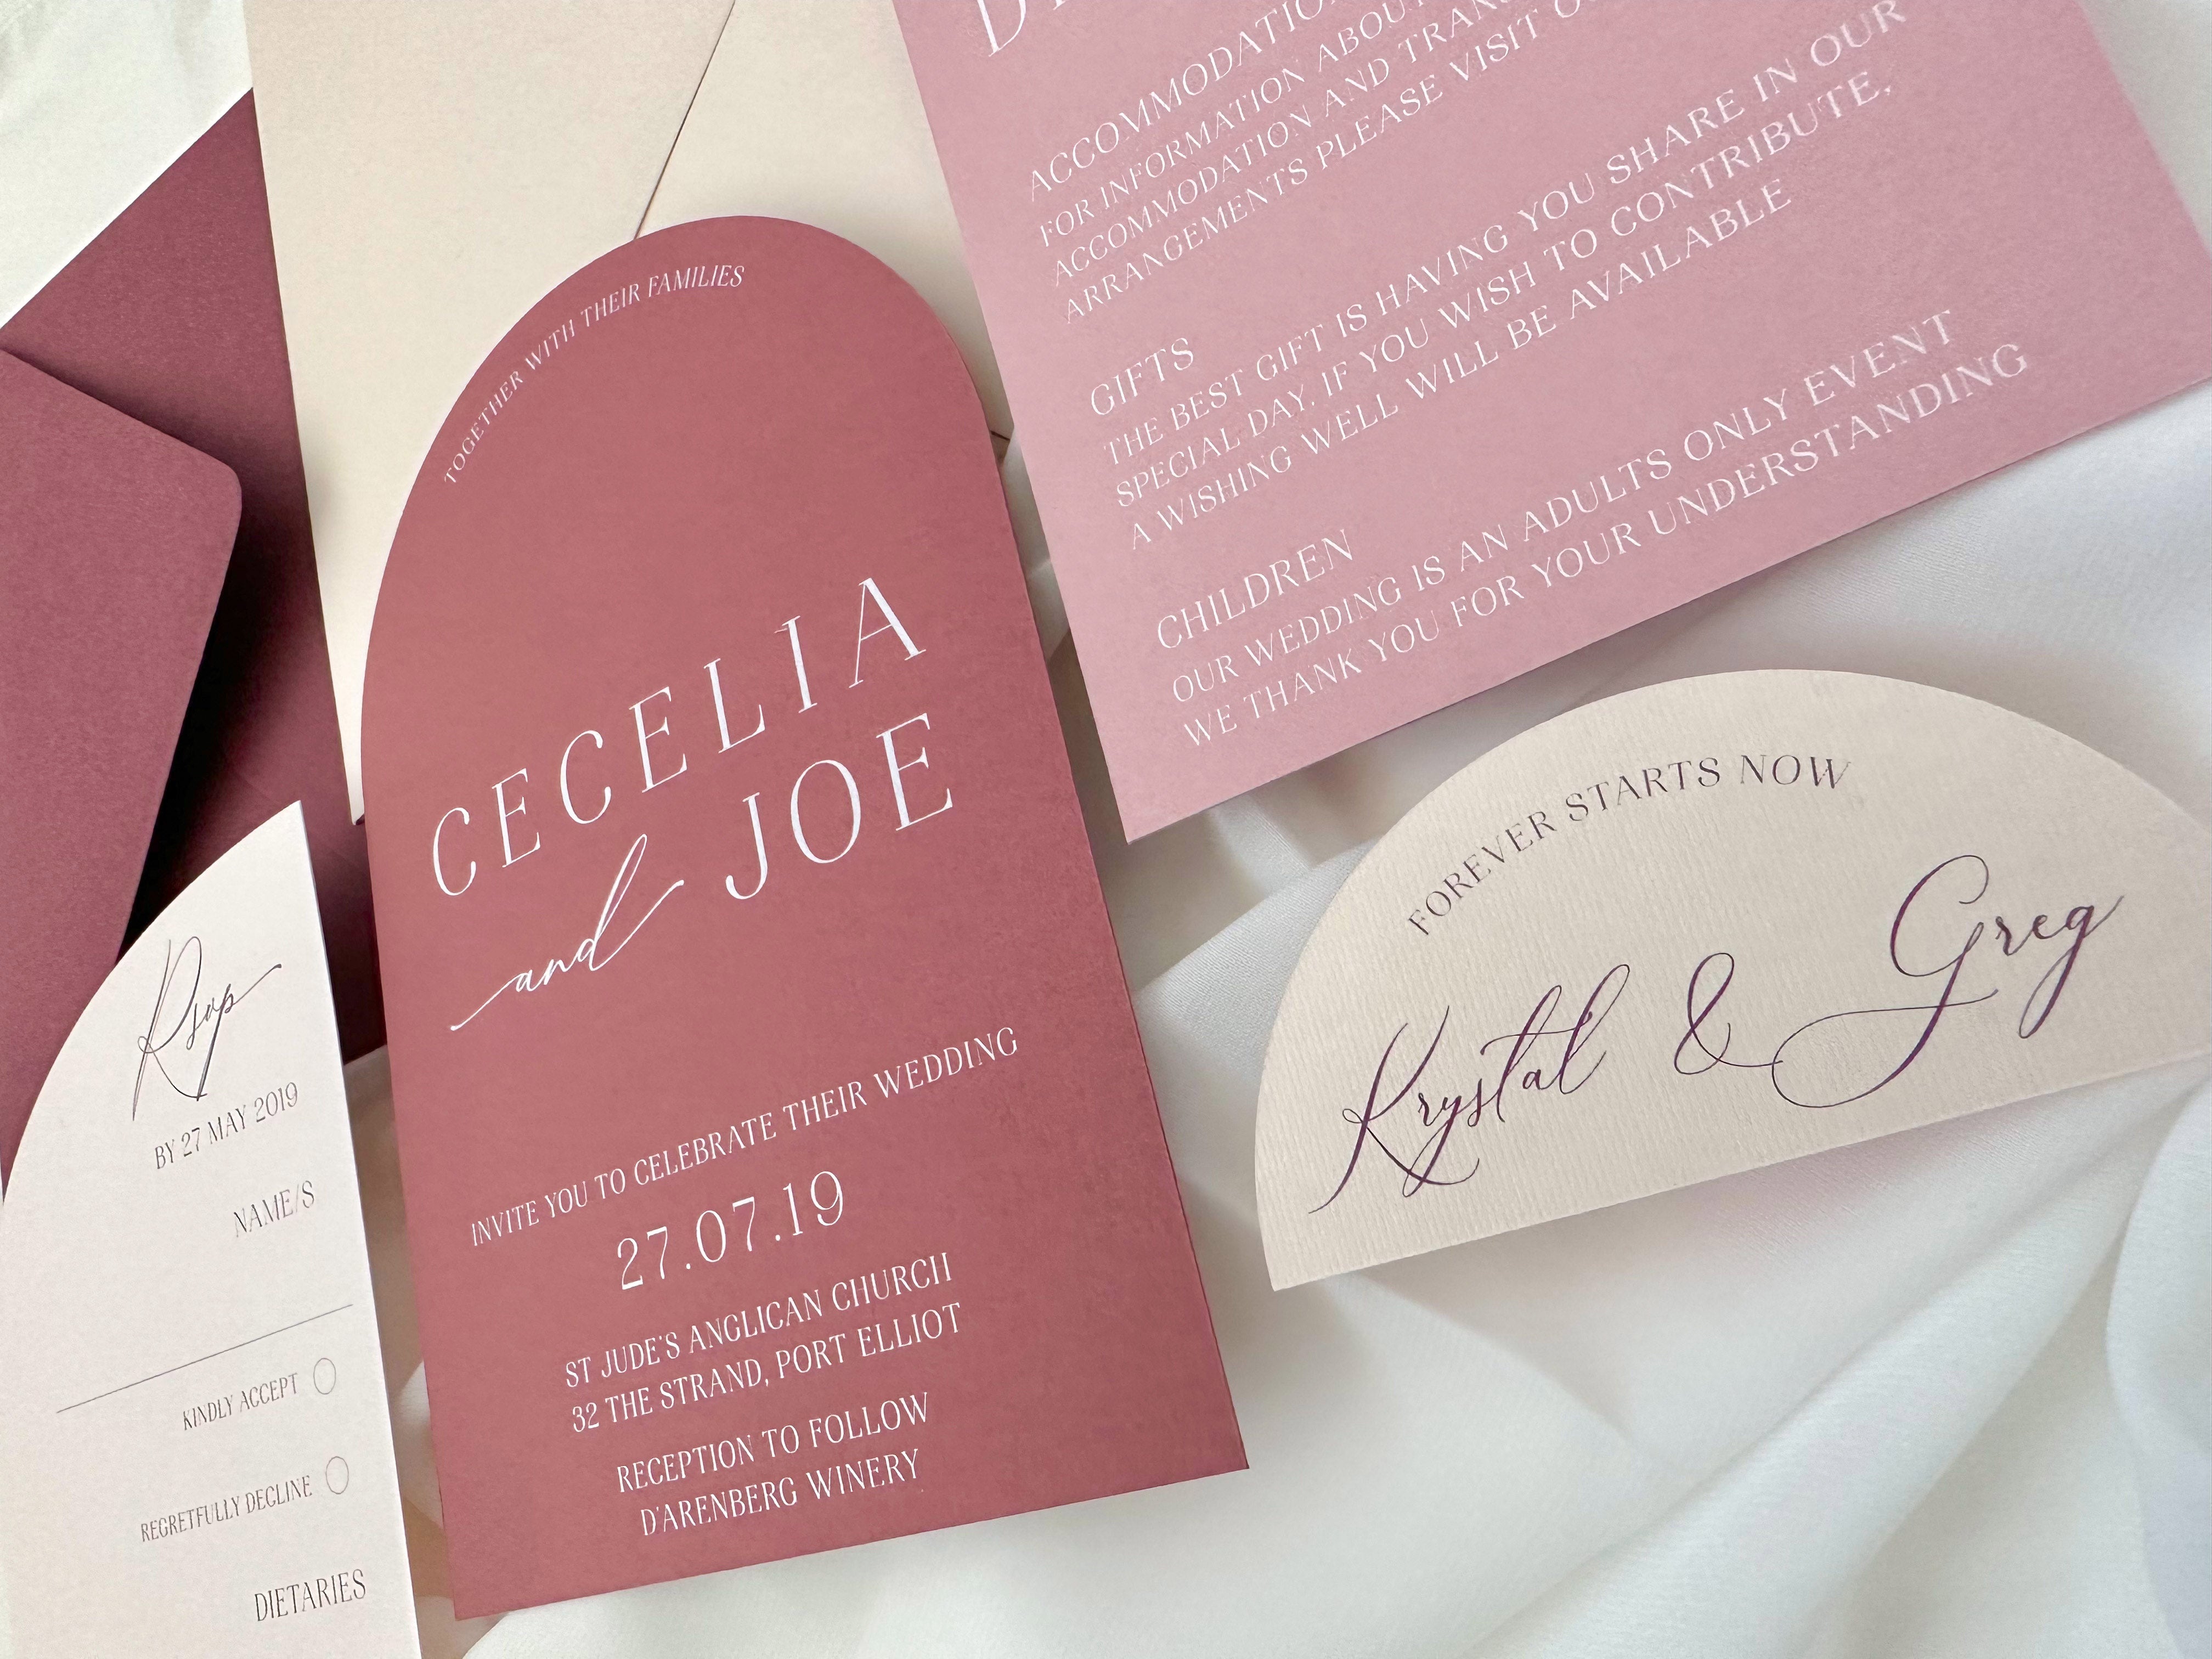 TOGETHER WITH THEIR FAMILIES
CECELIA
and JOE
INVITE YOU TO CELEBRATE THEIR WEDDING
27.07.19
ST JUDE'S ANGLICAN CHURCH
32 THE STRAND, PORT ELLIOT
RECEPTION TO FOLLOW
D'ARENBERG WINERY
Rsvp
BY 27 MAY 2019
NAME/S
KINDLY ACCEPT
REGRETFULLY DECLINE
DIETARIES
FOR INFORMATION
ACCOMMODATION AND
ARRANGEMENTS PLEASE VISIT
GIFTS
THE BEST GIFT IS HAVING YOU SHARE IN OUR
SPECIAL DAY. IF YOU WISH TO CONTRIBUTE,
A WISHING WELL WILL BE AVAILABLE
CHILDREN
OUR WEDDING IS AN ADULTS ONLY EVENT
WE THANK YOU FOR YOUR UNDERSTANDING
FOREVER STARTS NOW
Krystal & Greg